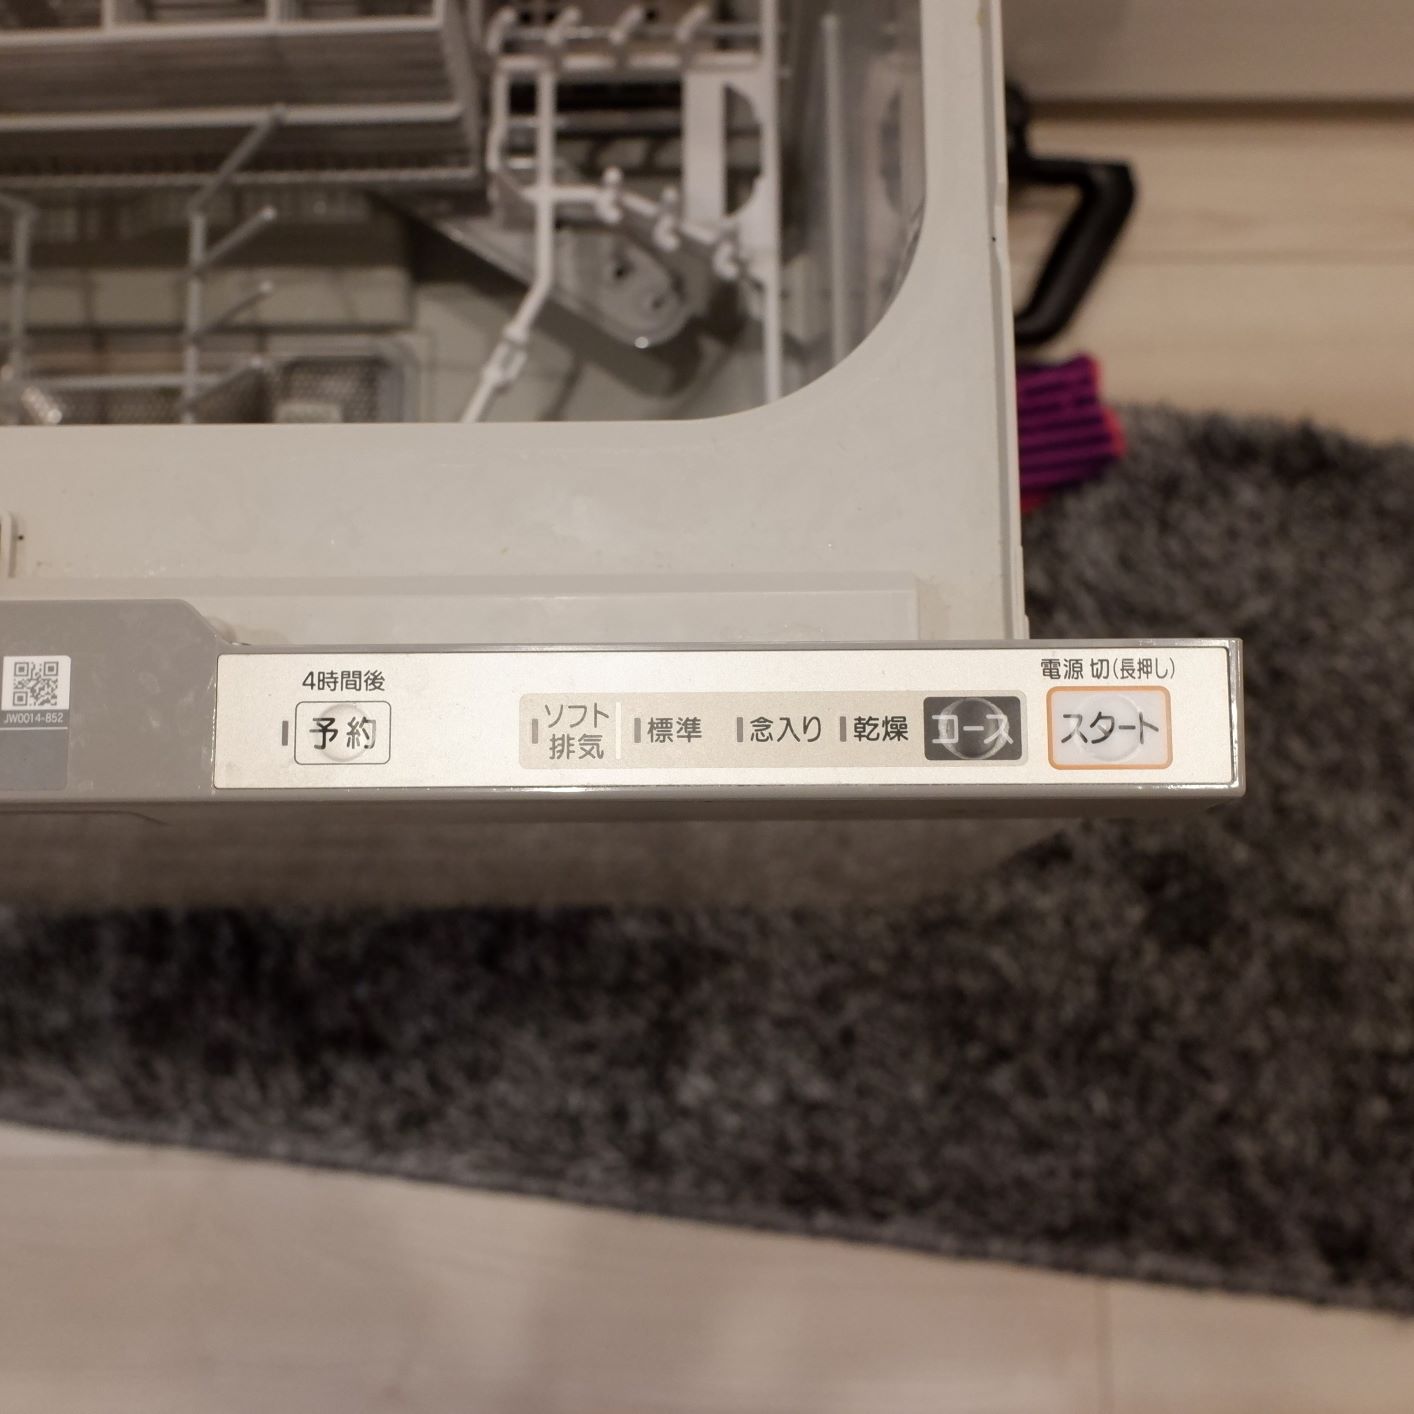 4時間後
予約
ソフト
排気
標準
念入り
乾燥
コース
電源 切(長押し)
スタート
JW0014-852